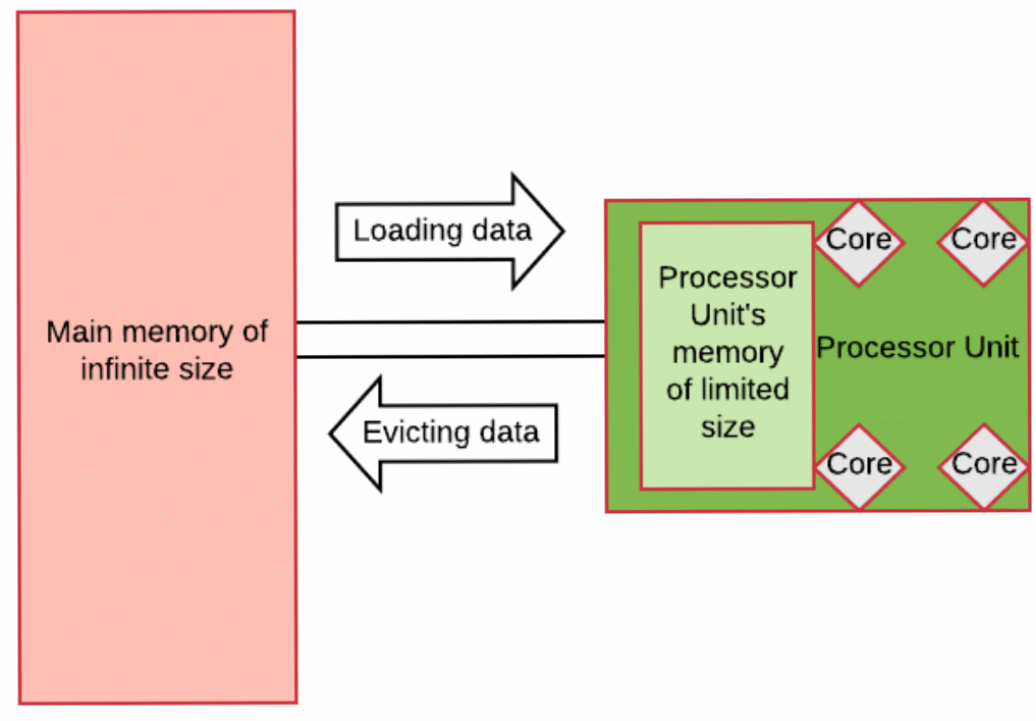 Main memory of
infinite size
Loading data
Evicting data
Processor
Unit's
memory
of limited
size
Core
Core
Processor Unit
Core
Core